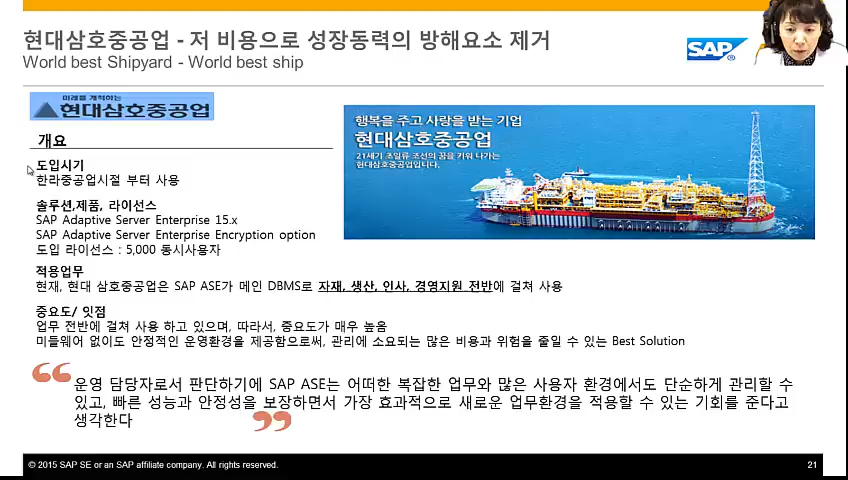 현대삼호중공업 - 저 비용으로 성장동력의 방해요소 제거
World best Shipyard - World best ship
SAP®
미래를 개척하는
현대삼호중공업
개요
도입시기
한라중공업시절 부터 사용
솔루션,제품, 라이선스
SAP Adaptive Server Enterprise 15.x
SAP Adaptive Server Enterprise Encryption option
도입 라이선스 : 5,000 동시사용자
행복을 주고 사랑을 받는 기업
현대삼호중공업
21세기 초일류 조선의 꿈을 키워 나가는
현대삼호중공업입니다.
적용업무
현재, 현대 삼호중공업은 SAP ASE가 메인 DBMS로 자재, 생산, 인사, 경영지원 전반에 걸쳐 사용
중요도/ 잇점
업무 전반에 걸쳐 사용 하고 있으며, 따라서, 중요도가 매우 높음
미들웨어 없이도 안정적인 운영환경을 제공함으로써, 관리에 소요되는 많은 비용과 위험을 줄일 수 있는 Best Solution
“ 운영 담당자로서 판단하기에 SAP ASE는 어떠한 복잡한 업무와 많은 사용자 환경에서도 단순하게 관리할 수
있고, 빠른 성능과 안정성을 보장하면서 가장 효과적으로 새로운 업무환경을 적용할 수 있는 기회를 준다고
생각한다 ”
© 2015 SAP SE or an SAP affiliate company. All rights reserved.
21